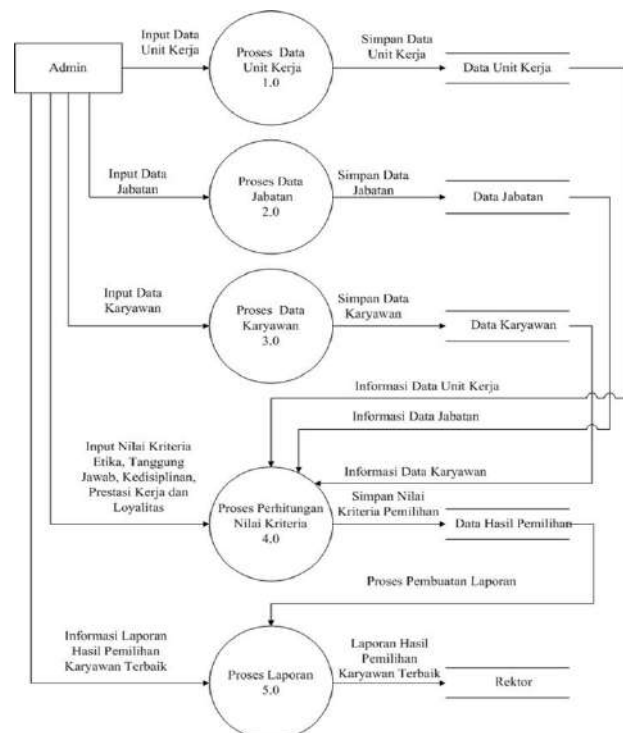 Input Data
Unit Kerja
Simpan Data
Unit Kerja
Admin
Proses Data
Unit Kerja
1.0
Data Unit Kerja
Input Data
Jabatan
Proses Data
Jabatan
2.0
Simpan Data
Jabatan
Data Jabatan
Input Data
Karyawan
Proses Data
Karyawan
3.0
Simpan Data
Karyawan
Data Karyawan
Informasi Data Unit Kerja
Informasi Data Jabatan
Informasi Data Karyawan
Input Nilai Kriteria
Etika, Tanggung
Jawab, Kedisiplinan,
Prestasi Kerja dan
Loyalitas
Proses Perhitungan
Nilai Kriteria
4.0
Simpan Nilai
Kriteria Pemilihan
Data Hasil Pemilihan
Proses Pembuatan Laporan
Informasi Laporan
Hasil Pemilihan
Karyawan Terbaik
Proses Laporan
5.0
Laporan Hasil
Pemilihan
Karyawan Terbaik
Rektor